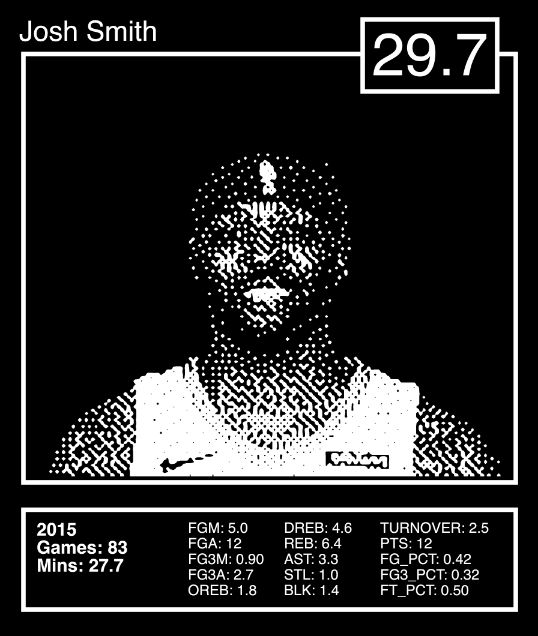 Josh Smith
29.7
2015
Games: 83
Mins: 27.7
FGM: 5.0
FGA: 12
FG3M: 0.90
FG3A: 2.7
OREB: 1.8
DREB: 4.6
REB: 6.4
AST: 3.3
STL: 1.0
BLK: 1.4
TURNOVER: 2.5
PTS: 12
FG_PCT: 0.42
FG3_PCT: 0.32
FT_PCT: 0.50